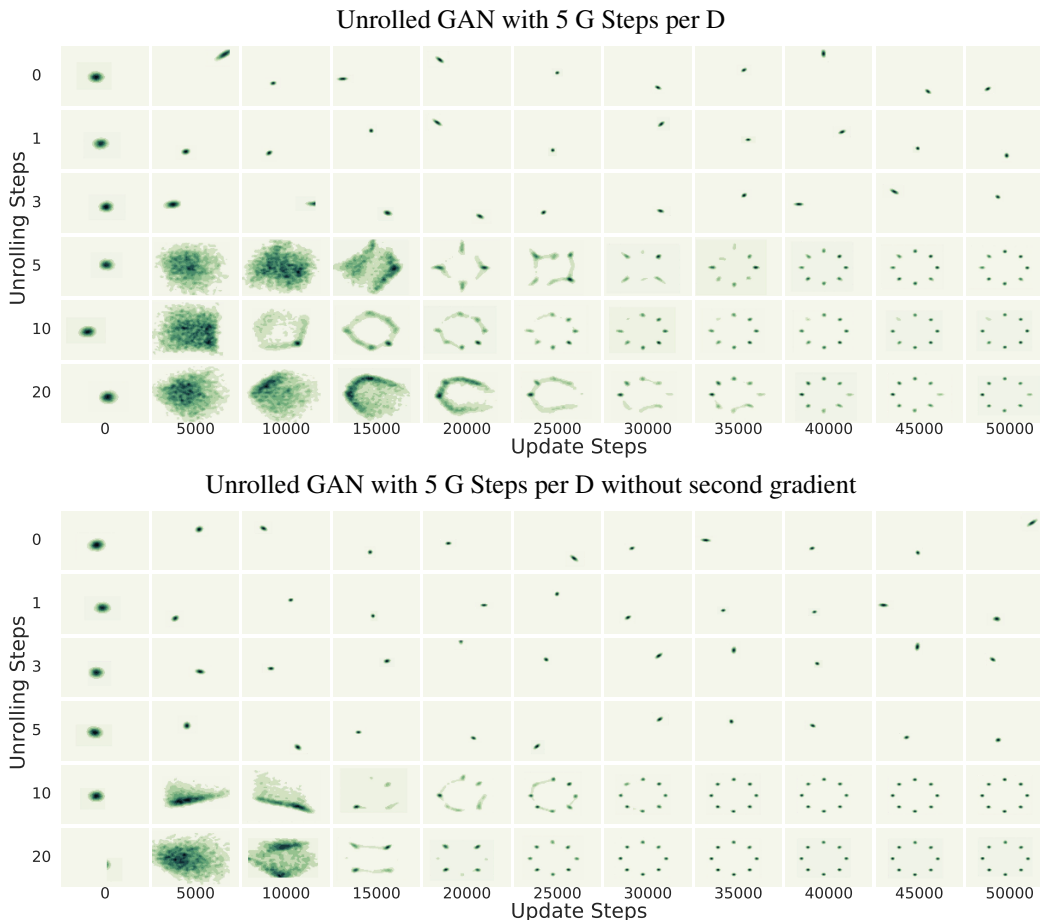 Unrolled GAN with 5 G Steps per D
Unrolling Steps
0
1
3
5
10
20
0 5000 10000 15000 20000 25000 30000 35000 40000 45000 50000
Update Steps
Unrolled GAN with 5 G Steps per D without second gradient
Unrolling Steps
0
1
3
5
10
20
0 5000 10000 15000 20000 25000 30000 35000 40000 45000 50000
Update Steps